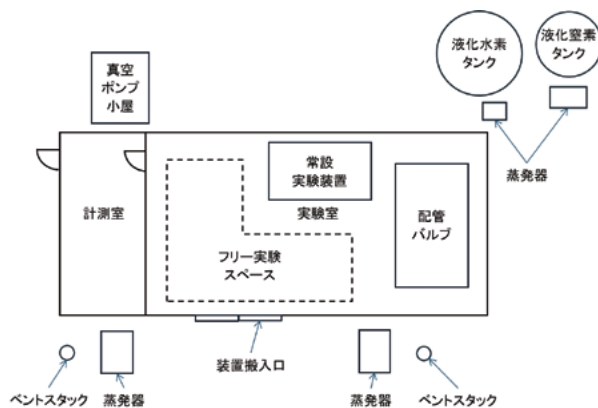 液化水素
タンク
液化窒素
タンク
真空
ポンプ
小屋
蒸発器
常設
実験装置
実験室
計測室
配管
バルブ
フリー実験
スペース
装置搬入口
ベントスタック
蒸発器
蒸発器
ベントスタック